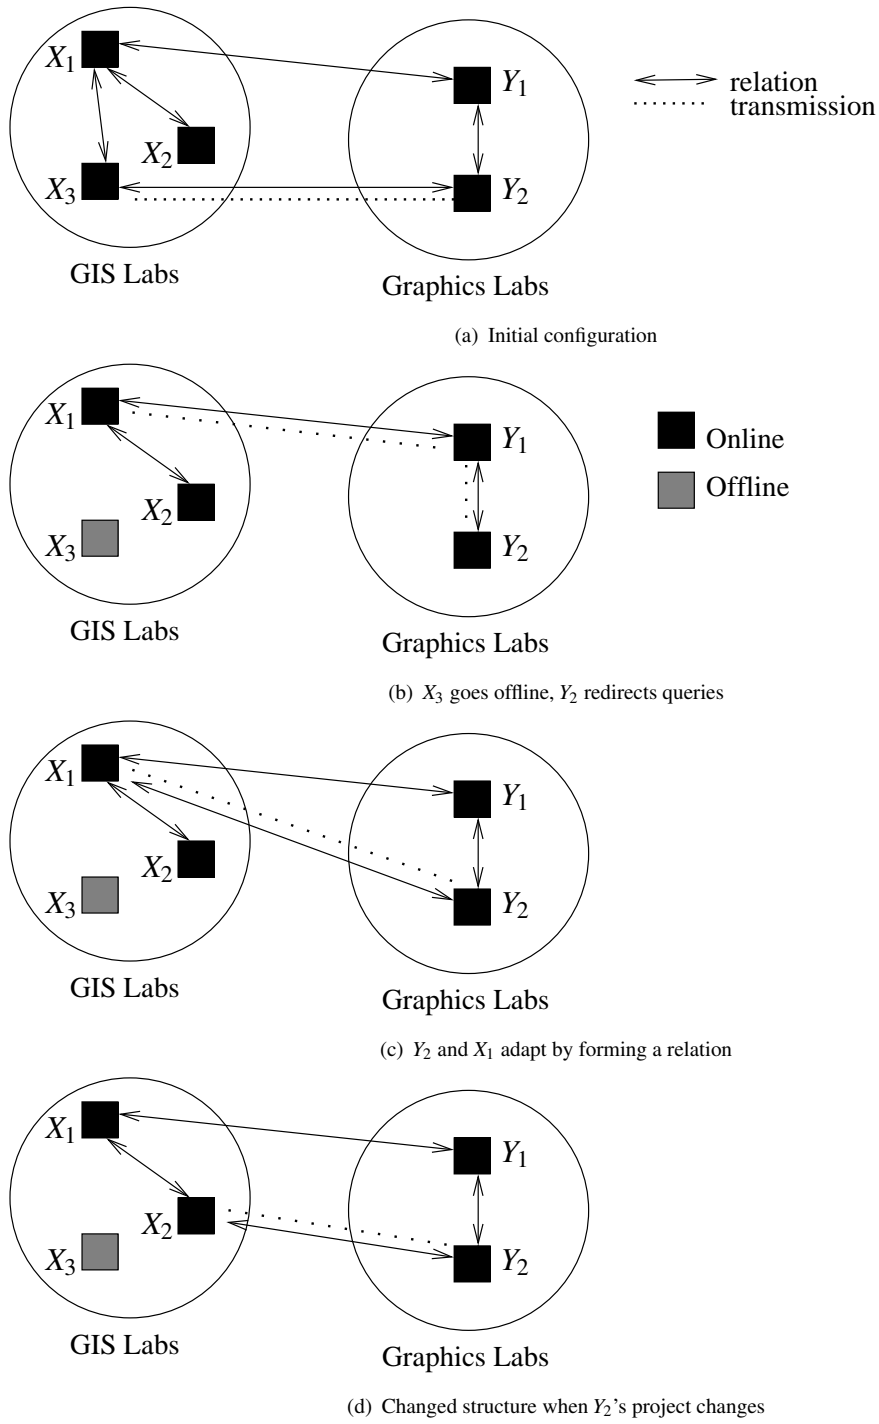 X1
Y1
relation
transmission
X2
X3
Y2
GIS Labs
Graphics Labs
(a) Initial configuration
X1
Y1
Online
Offline
X2
X3
Y2
GIS Labs
Graphics Labs
(b) X3 goes offline, Y2 redirects queries
X1
Y1
X2
X3
Y2
GIS Labs
Graphics Labs
(c) Y2 and X1 adapt by forming a relation
X1
Y1
X2
X3
Y2
GIS Labs
Graphics Labs
(d) Changed structure when Y2's project changes